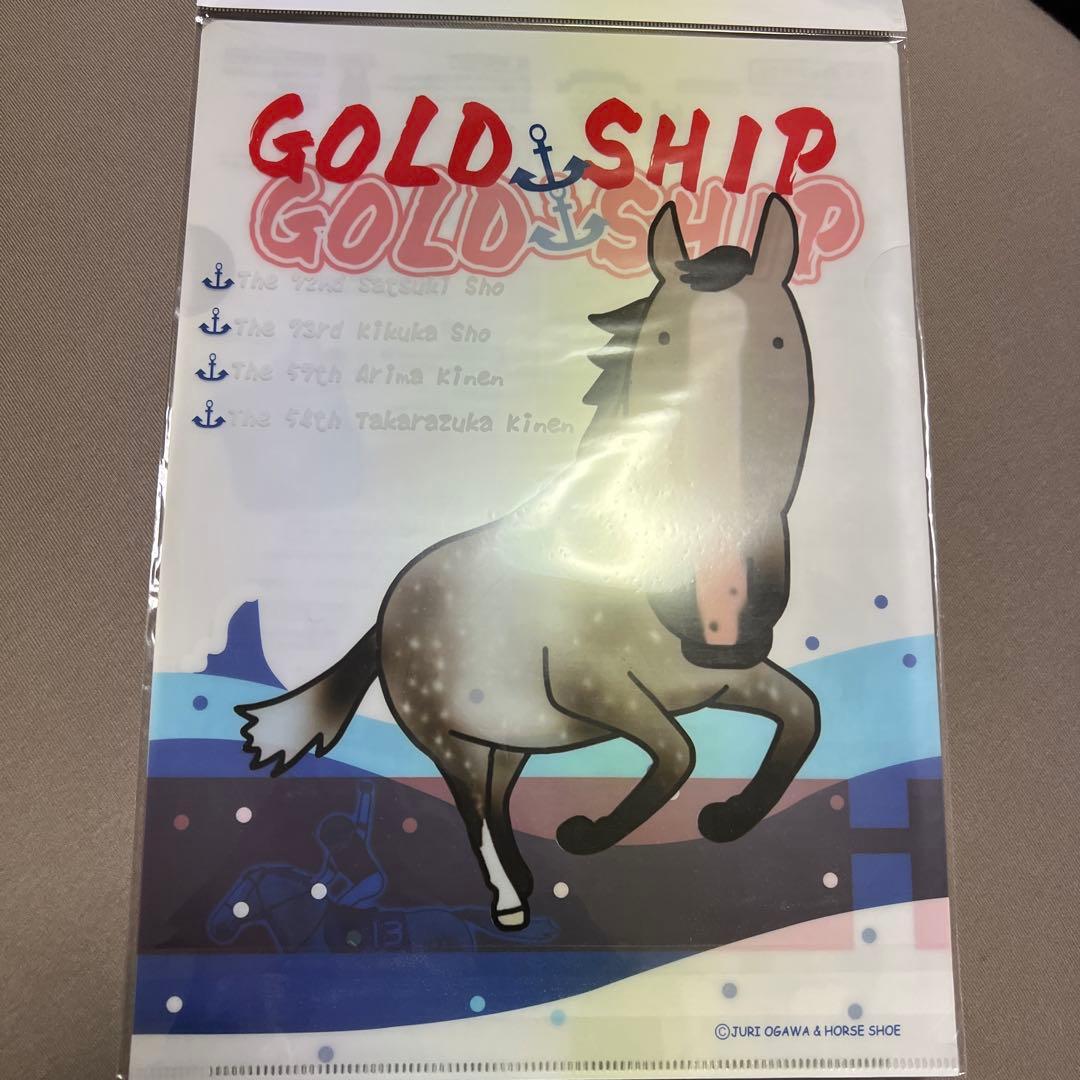 GOLD SHIP
GOLD SHIP
The 72nd Satsuki Sho
The 73rd Kikuka Sho
The 57th Arima Kinen
The 54th Takarazuka Kinen
13
©JURI OGAWA & HORSE SHOE